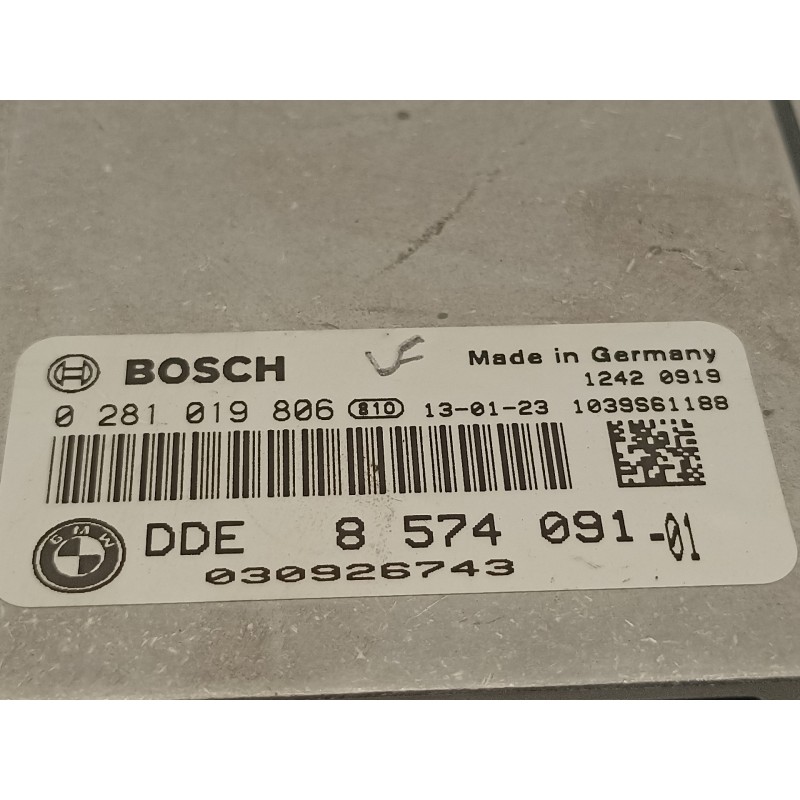 BOSCH Made in Germany
1242 0919
0 281 019 806 810 13-01-23 1039S61188
BMW DDE 8 574 091-01
030926743